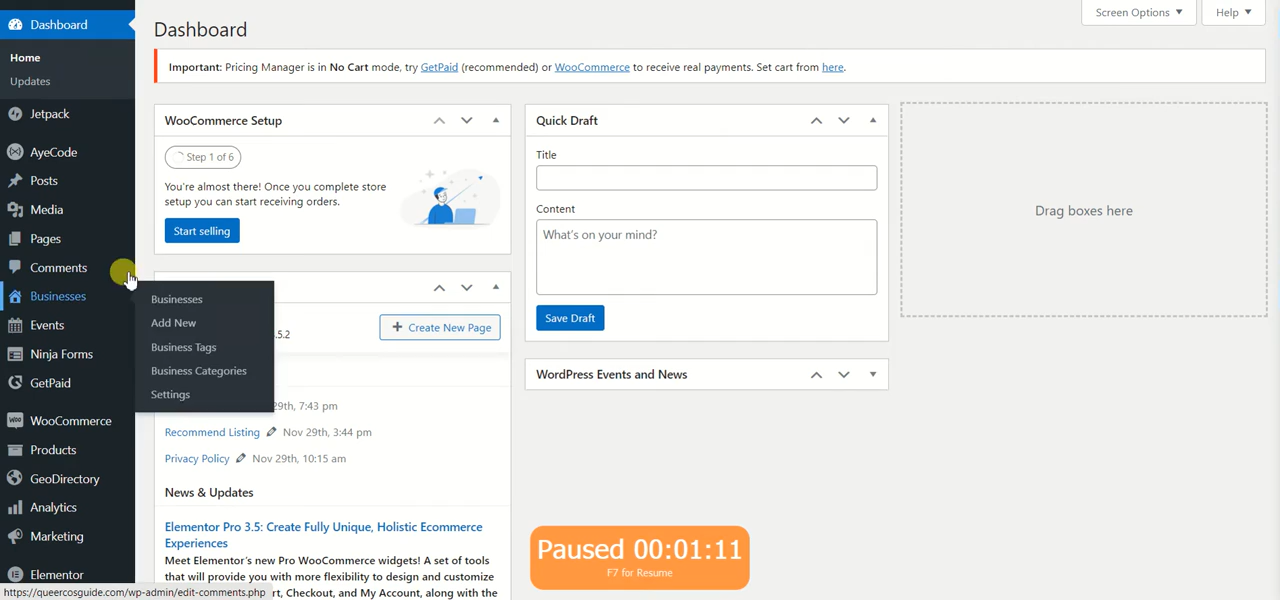 Dashboard
Home
Updates
Jetpack
AyeCode
Posts
Media
Pages
Comments
Businesses
Events
Ninja Forms
GetPaid
WooCommerce
Products
GeoDirectory
Analytics
Marketing
Elementor
Businesses
Add New
Business Tags
Business Categories
Settings
Screen Options
Help
Dashboard
Important: Pricing Manager is in No Cart mode, try GetPaid (recommended) or WooCommerce to receive real payments. Set cart from here.
WooCommerce Setup
Step 1 of 6
You're almost there! Once you complete store
setup you can start receiving orders.
Start selling
.5.2
+ Create New Page
29th, 7:43 pm
Recommend Listing Nov 29th, 3:44 pm
Privacy Policy Nov 29th, 10:15 am
News & Updates
Elementor Pro 3.5: Create Fully Unique, Holistic Ecommerce
Experiences
Meet Elementor's new Pro WooCommerce widgets! A set of tools
that will provide you with more flexibility to design and customize
rt, Checkout, and My Account, along with the
Quick Draft
Title
Content
What's on your mind?
Save Draft
WordPress Events and News
Drag boxes here
Paused 00:01:11
F7 for Resume
https://queercosguide.com/wp-admin/edit-comments.php